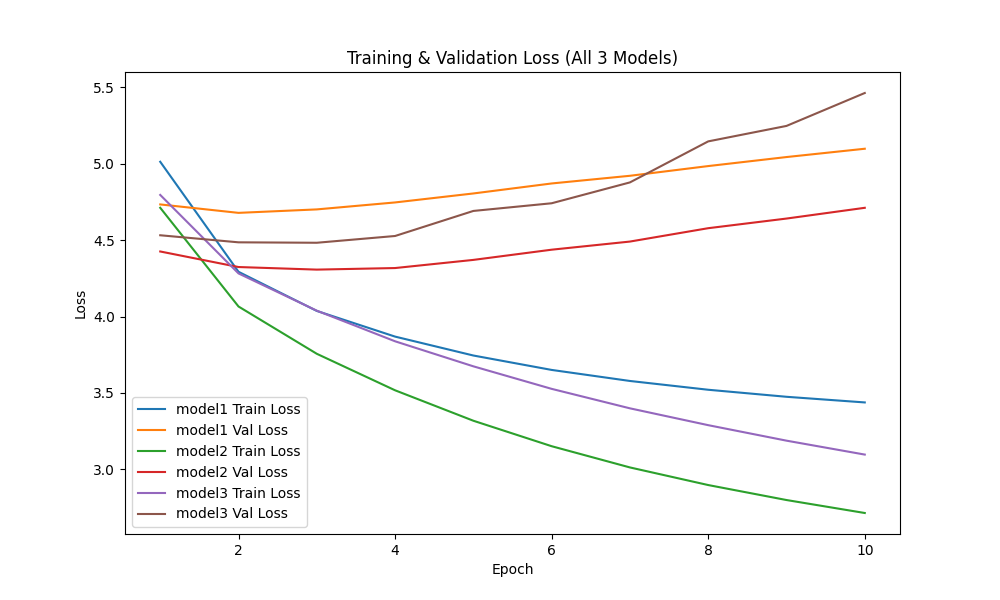 Training & Validation Loss (All 3 Models)
5.5
5.0
4.5
4.0
3.5
3.0
Loss
model1 Train Loss
model1 Val Loss
model2 Train Loss
model2 Val Loss
model3 Train Loss
model3 Val Loss
2 4 6 8 10
Epoch